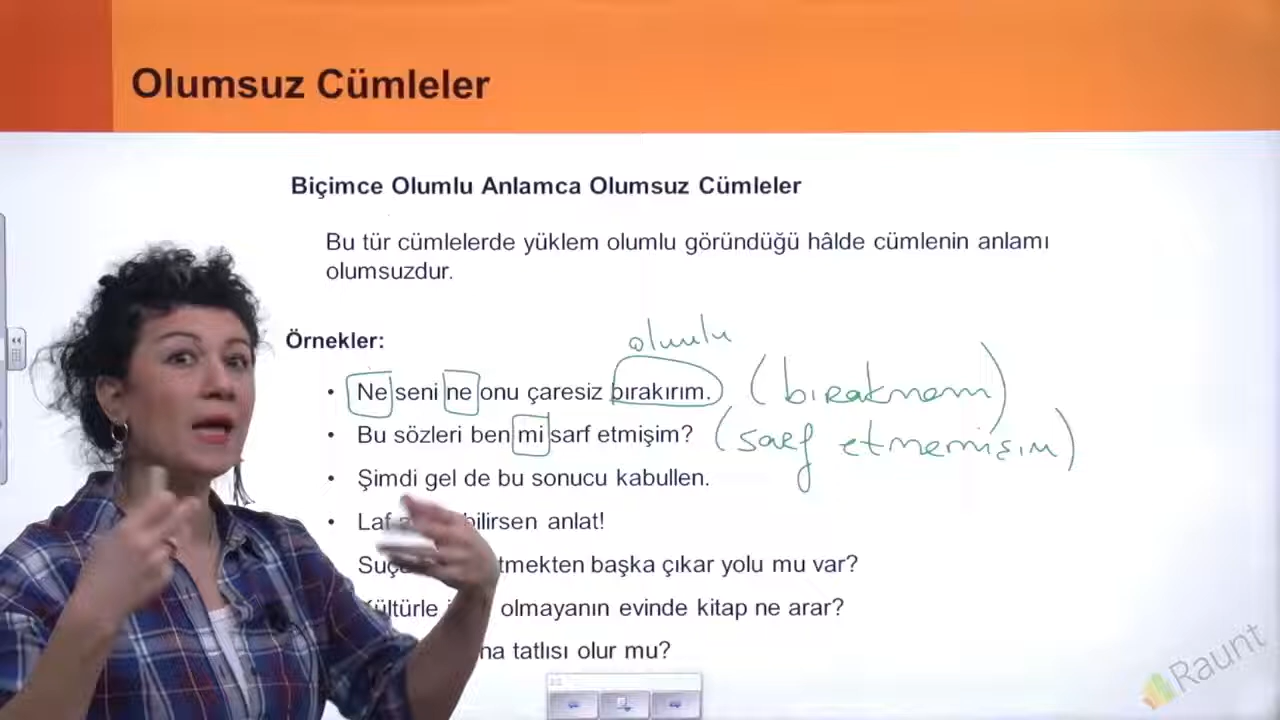 Olumsuz Cümleler
Biçimce Olumlu Anlamca Olumsuz Cümleler
Bu tür cümlelerde yüklem olumlu göründüğü hâlde cümlenin anlamı
olumsuzdur.
Örnekler:
olumlu
• Ne seni ne onu çaresiz bırakırım. (bırakmam)
• Bu sözleri ben mi sarf etmişim? (sarf etmemişim)
• Şimdi gel de bu sonucu kabullen.
• Laf bilirsen anlat!
başka çıkar yolu mu var?
olmayanın evinde kitap ne arar?
tatlısı olur mu?
Raunt